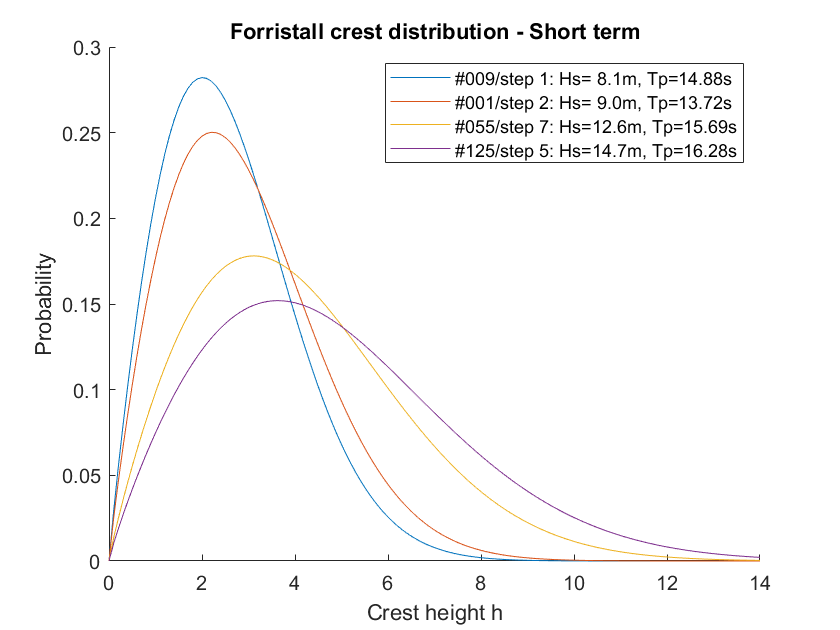 Forristall crest distribution - Short term
#009/step 1: Hs= 8.1m, Tp=14.88s
#001/step 2: Hs= 9.0m, Tp=13.72s
#055/step 7: Hs=12.6m, Tp=15.69s
#125/step 5: Hs=14.7m, Tp=16.28s
Probability
0.3
0.25
0.2
0.15
0.1
0.05
0
0 2 4 6 8 10 12 14
Crest height h